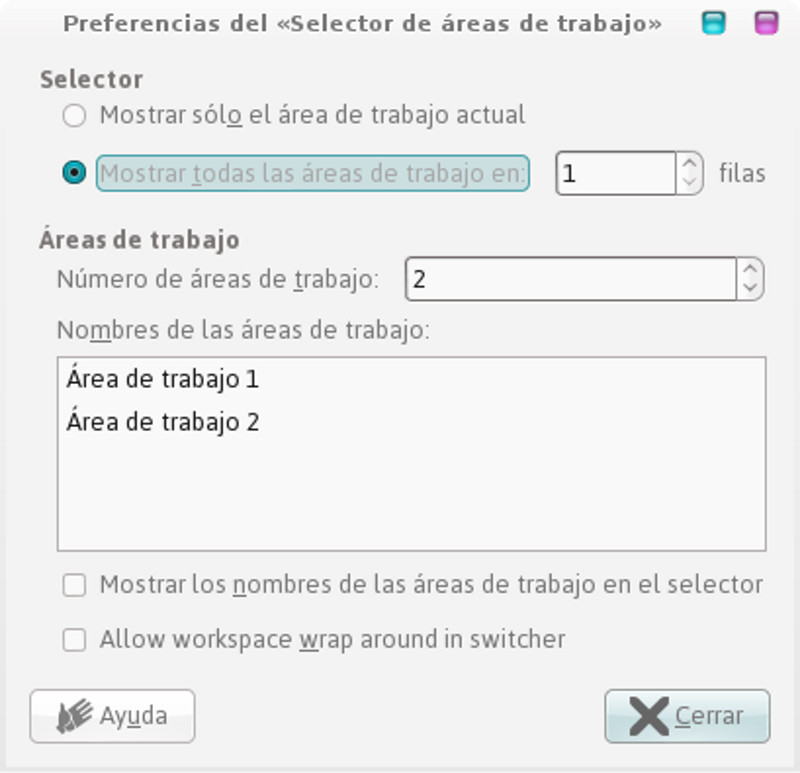 Preferencias del «Selector de áreas de trabajo»
Selector
Mostrar sólo el área de trabajo actual
Mostrar todas las áreas de trabajo en: 1 filas
Áreas de trabajo
Número de áreas de trabajo: 2
Nombres de las áreas de trabajo:
Área de trabajo 1
Área de trabajo 2
Mostrar los nombres de las áreas de trabajo en el selector
Allow workspace wrap around in switcher
Ayuda Cerrar